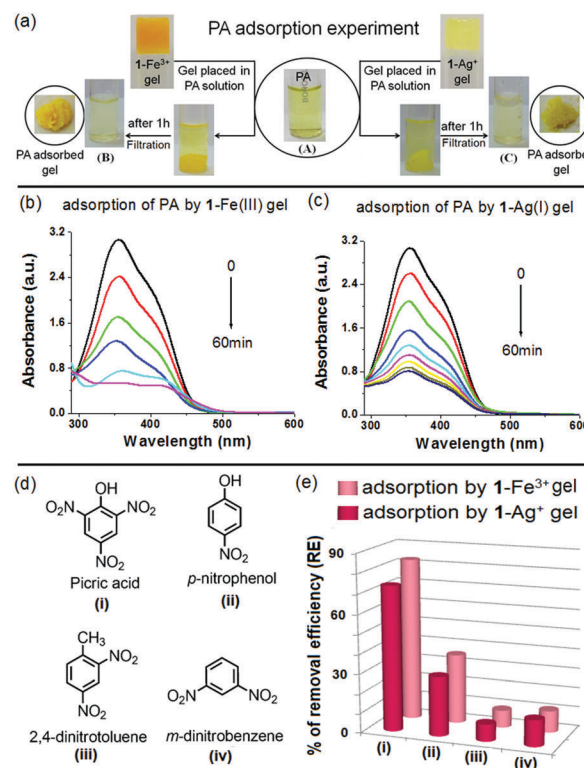 (a)
PA adsorption experiment
1-Fe³⁺
gel
Gel placed in
PA solution
PA
Gel placed in
PA solution
1-Ag⁺
gel
after 1h
Filtration
(A)
after 1h
Filtration
PA adsorbed
gel
(B)
(C)
PA adsorbed
gel
(b) adsorption of PA by 1-Fe(III) gel
3.2
2.4
1.6
0.8
0.0
Absorbance (a.u.)
0
60min
300 400 500 600
Wavelength (nm)
(c) adsorption of PA by 1-Ag(I) gel
3.2
2.4
1.6
0.8
0.0
Absorbance (a.u.)
0
60min
300 400 500 600
Wavelength (nm)
(d)
OH
NO₂
NO₂
NO₂
Picric acid
(i)
OH
NO₂
p-nitrophenol
(ii)
CH₃
NO₂
NO₂
2,4-dinitrotoluene
(iii)
NO₂
NO₂
m-dinitrobenzene
(iv)
(e)
adsorption by 1-Fe³⁺ gel
adsorption by 1-Ag⁺ gel
% of removal efficiency (RE)
90
60
30
0
(i) (ii) (iii) (iv)